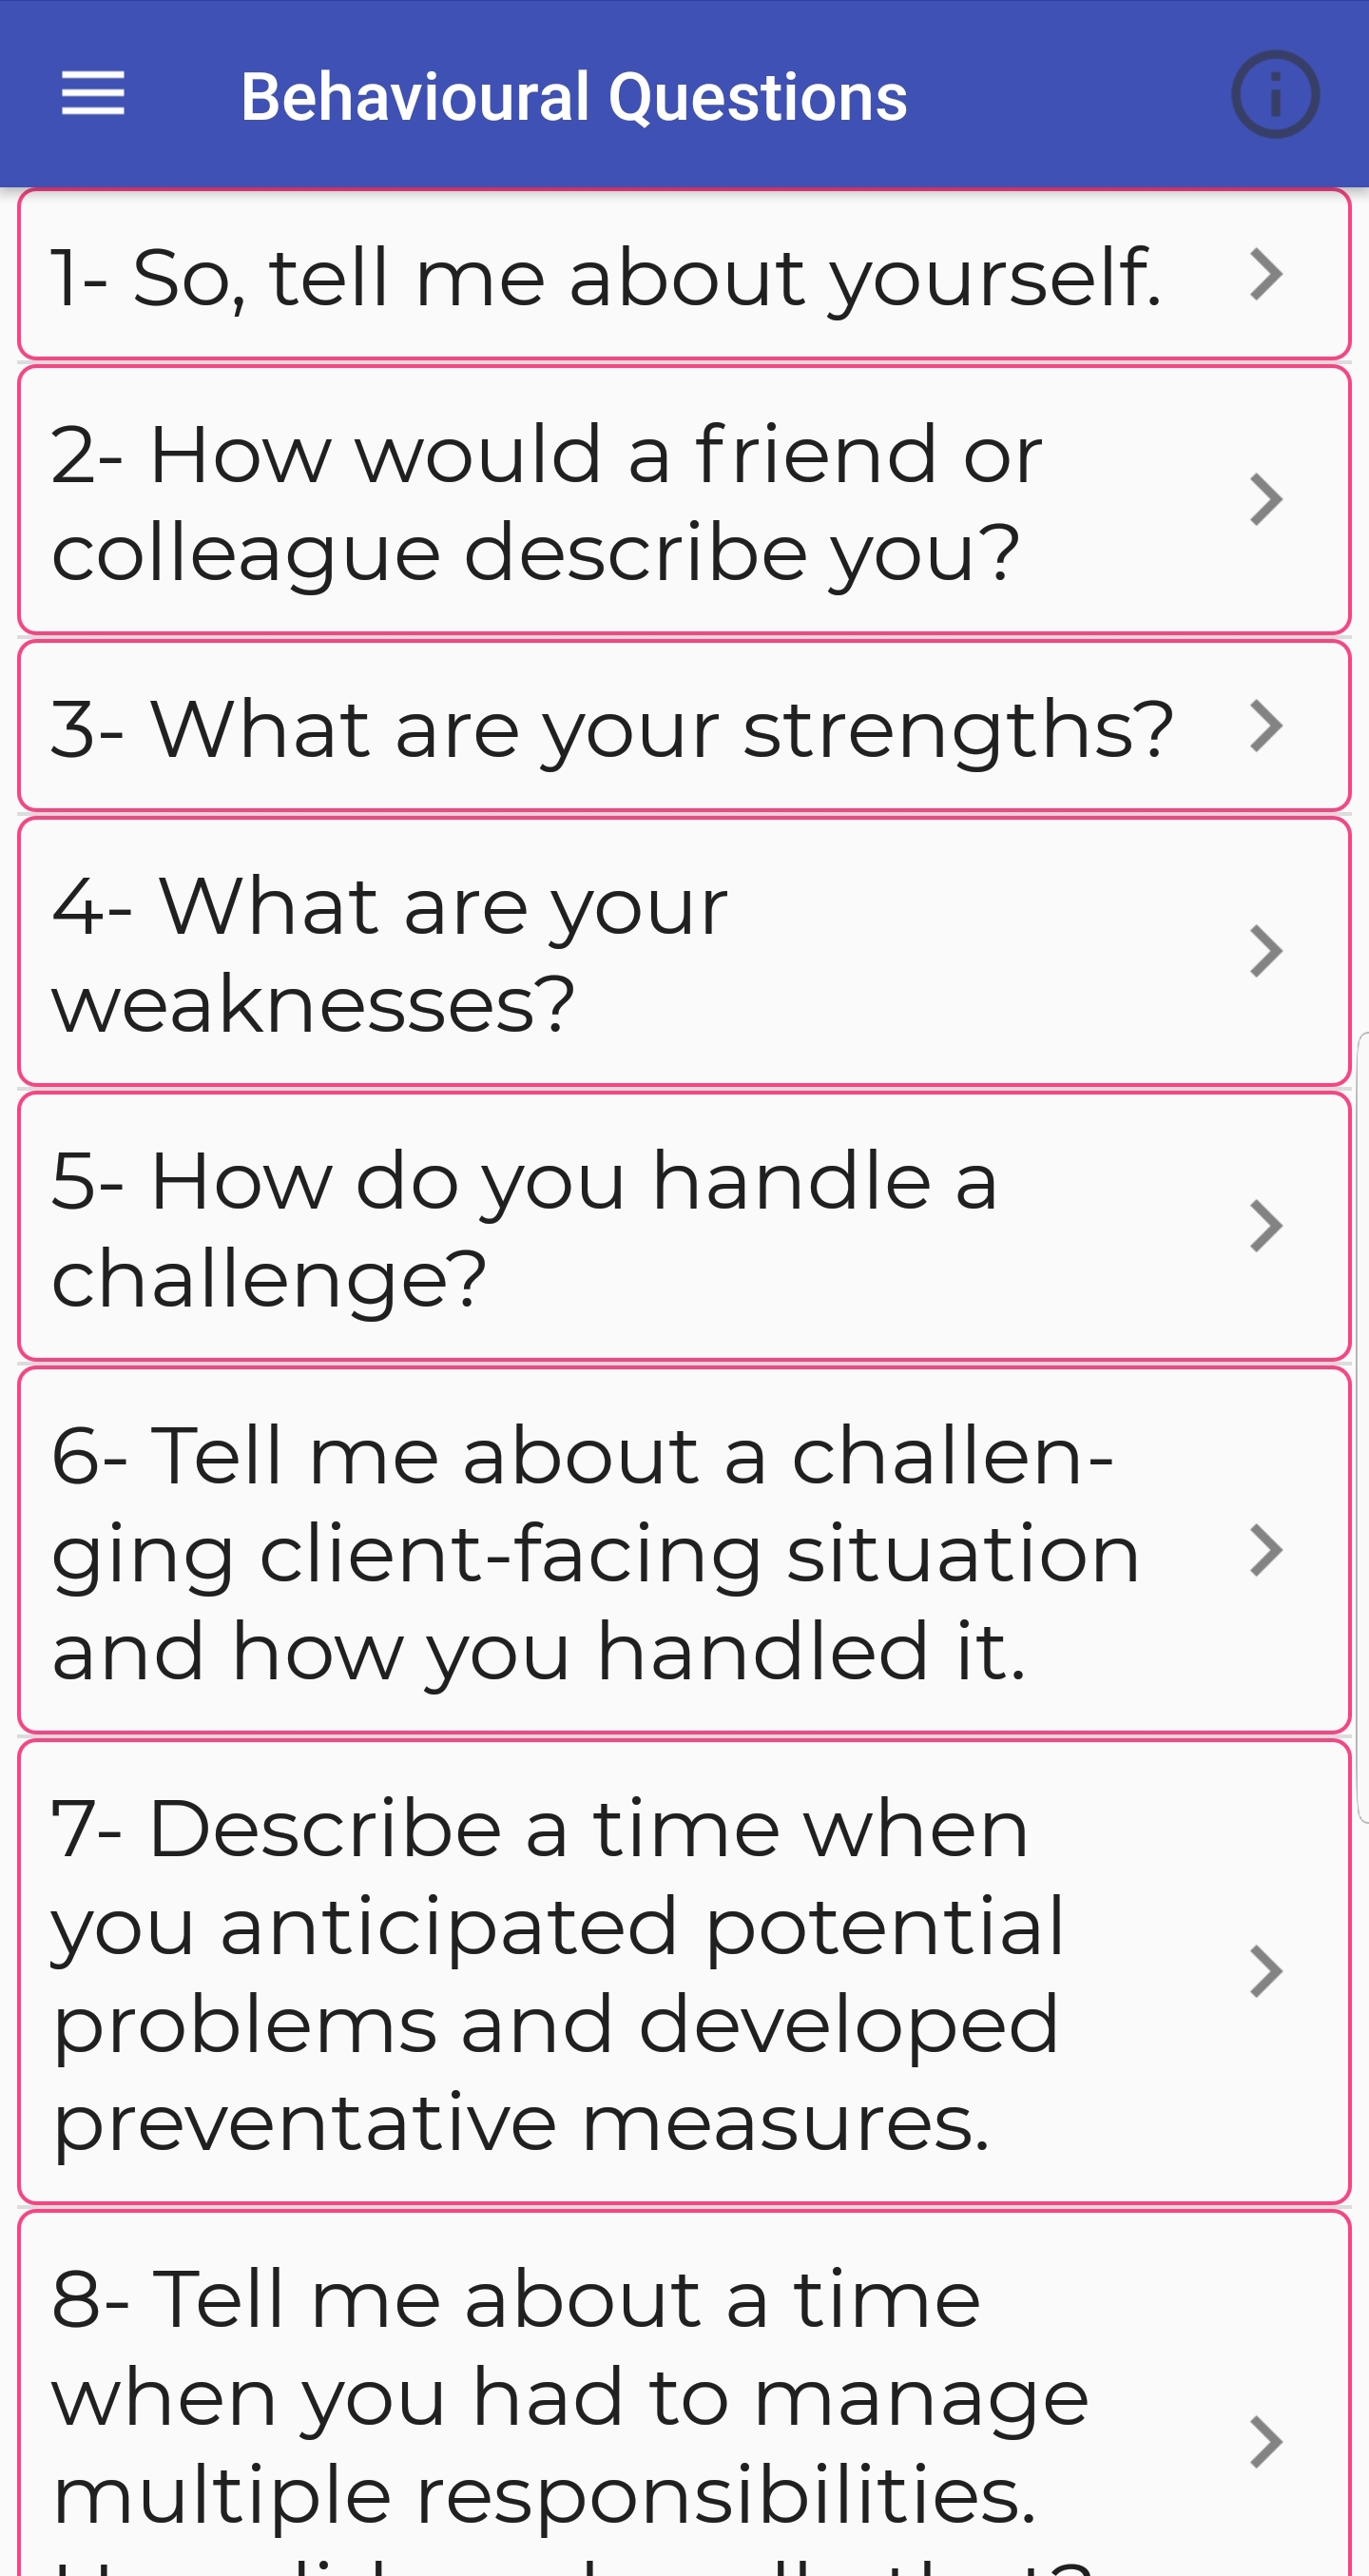 Behavioural Questions
1- So, tell me about yourself.
2- How would a friend or
colleague describe you?
3- What are your strengths?
4- What are your
weaknesses?
5- How do you handle a
challenge?
6- Tell me about a challen-
ging client-facing situation
and how you handled it.
7- Describe a time when
you anticipated potential
problems and developed
preventative measures.
8- Tell me about a time
when you had to manage
multiple responsibilities.